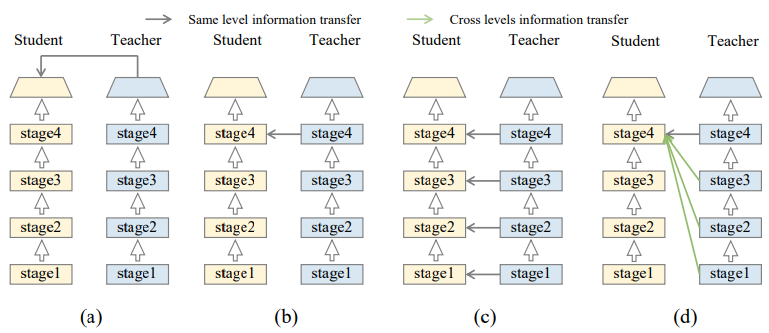 Same level information transfer Cross levels information transfer
Student Teacher Student Teacher Student Teacher Student Teacher
stage4 stage4 stage4 stage4 stage4 stage4 stage4 stage4
stage3 stage3 stage3 stage3 stage3 stage3 stage3 stage3
stage2 stage2 stage2 stage2 stage2 stage2 stage2 stage2
stage1 stage1 stage1 stage1 stage1 stage1 stage1 stage1
(a) (b) (c) (d)